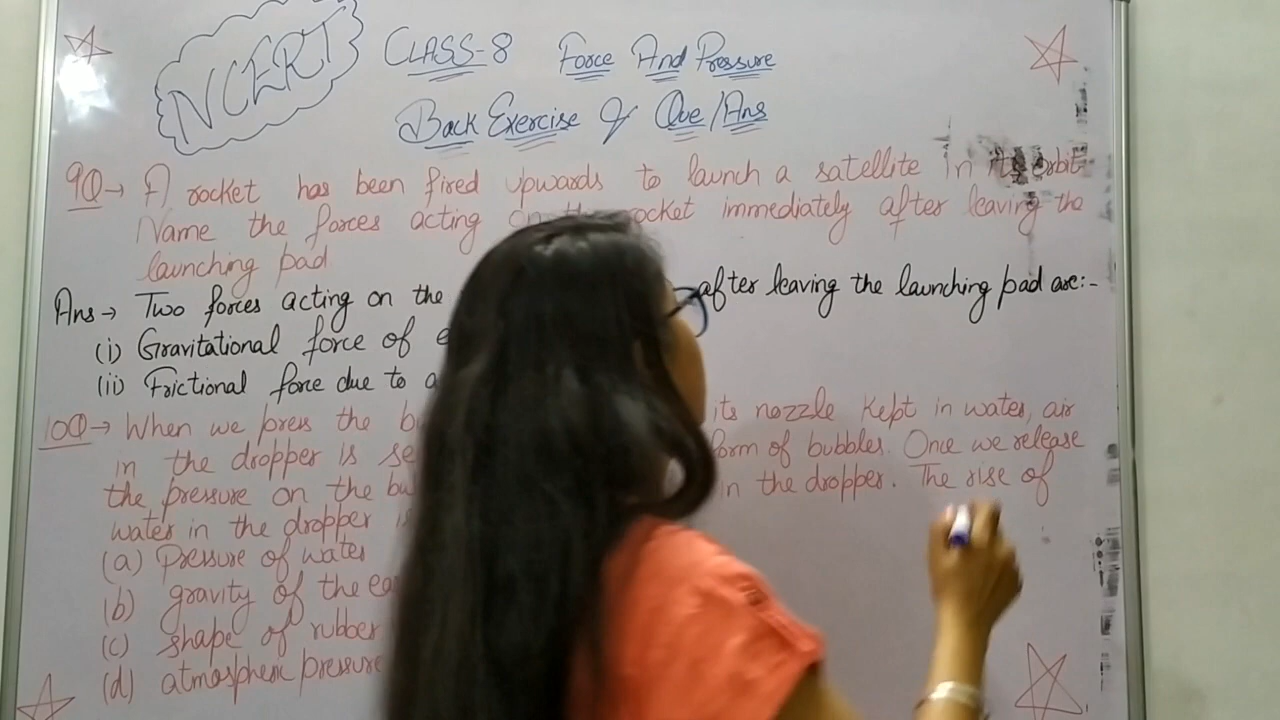 NCERT
CLASS-8 Force And Pressure
Back Exercise of Que/Ans
9Q→ A rocket has been fired upwards to launch a satellite in its orbit
Name the forces acting on the rocket immediately after leaving the
launching pad
Ans→ Two forces acting on the after leaving the launching pad are:-
(i) Gravitational force of
(ii) Frictional force due to
10Q→ When we press the its nozzle kept in water, air
in the dropper is form of bubbles. Once we release
the pressure on the in the dropper. The rise of
water in the dropper
(a) Pressure of water
(b) gravity of the
(c) shape of rubber
(d) atmospheric pressure